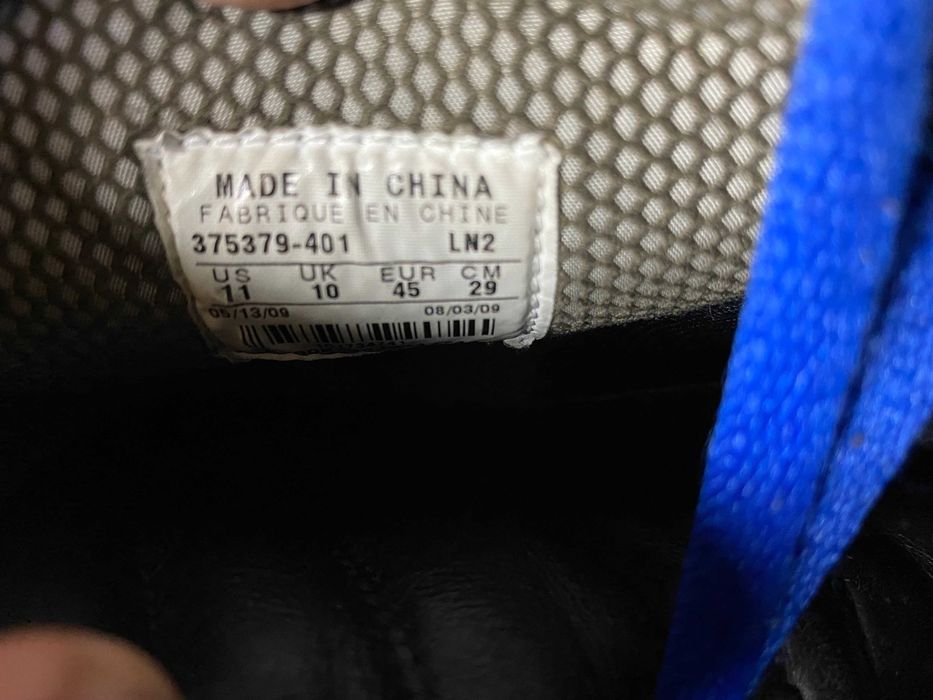 MADE IN CHINA
FABRIQUE EN CHINE
375379-401 LN2
US UK EUR CM
11 10 45 29
05/13/09 08/03/09